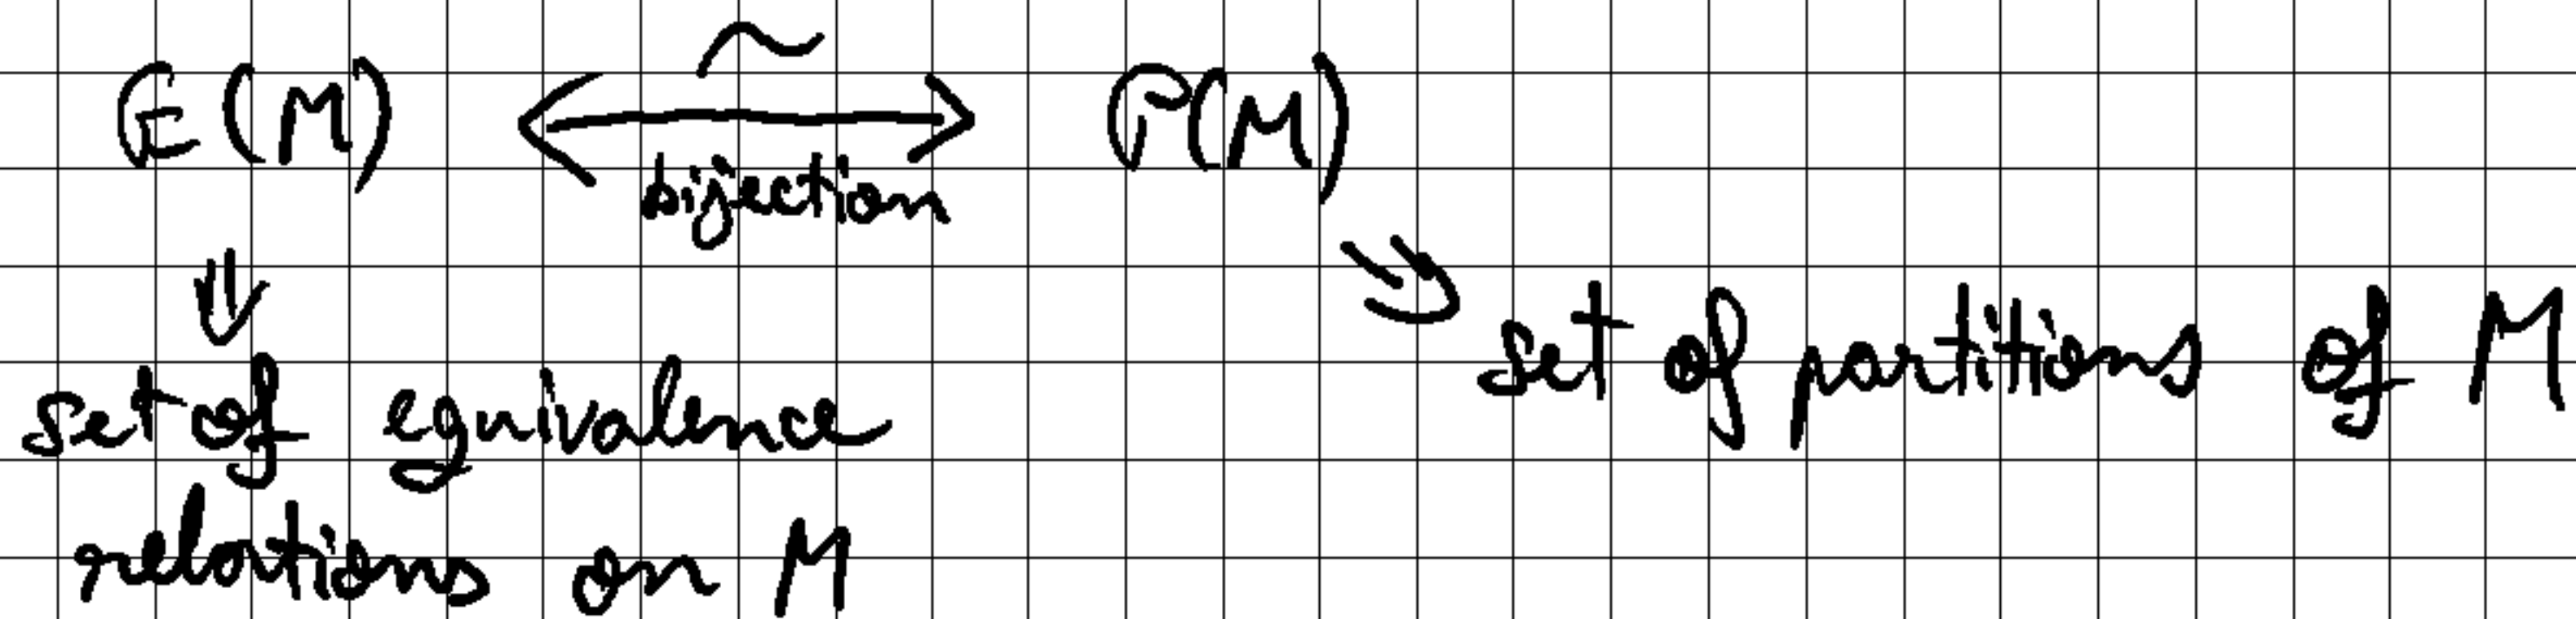 E(M) ⟷ ~ P(M)
bijection
set of partitions of M
set of equivalence
relations on M